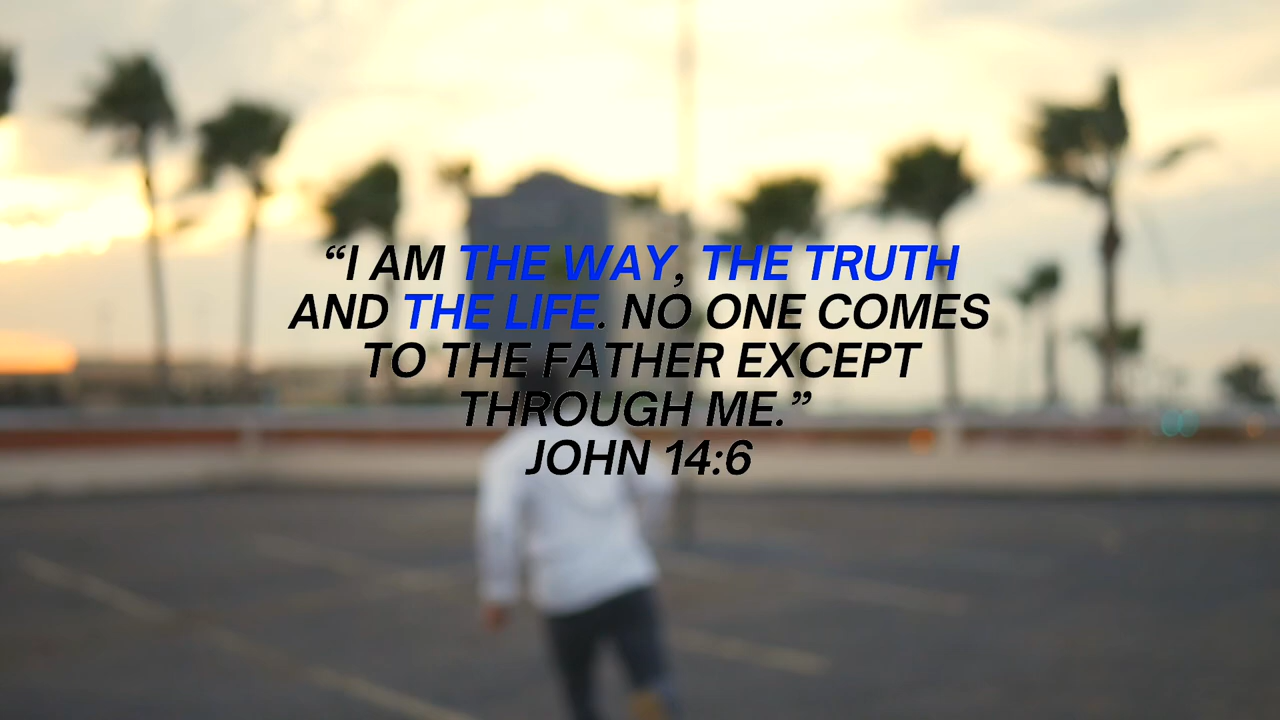 “I AM THE WAY, THE TRUTH
AND THE LIFE. NO ONE COMES
TO THE FATHER EXCEPT
THROUGH ME.”
JOHN 14:6